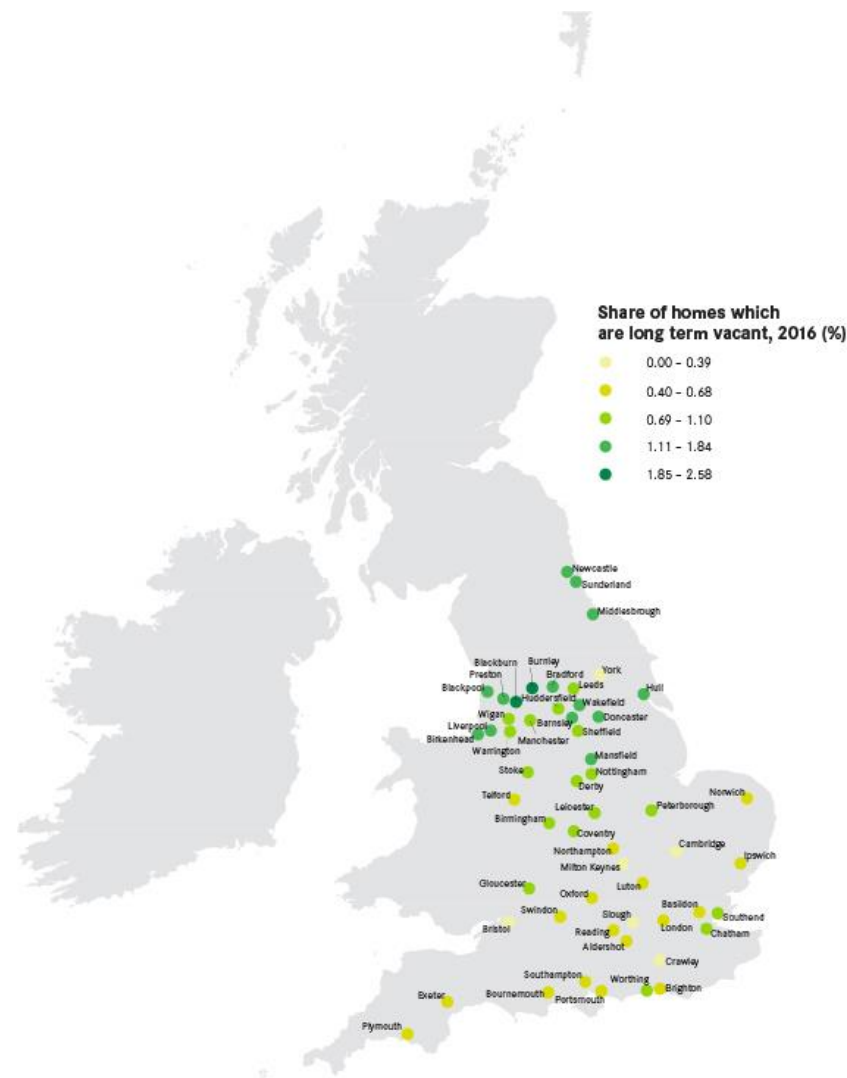 Share of homes which
are long term vacant, 2016 (%)
0.00 - 0.39
0.40 - 0.68
0.69 - 1.10
1.11 - 1.84
1.85 - 2.58
Newcastle
Sunderland
Middlesbrough
Blackburn
Burnley
Preston
Bradford
York
Blackpool
Leeds
Hull
Huddersfield
Wakefield
Wigan
Barnsley
Doncaster
Liverpool
Sheffield
Birkenhead
Manchester
Warrington
Mansfield
Stoke
Nottingham
Derby
Telford
Norwich
Leicester
Peterborough
Birmingham
Coventry
Northampton
Cambridge
Milton Keynes
Ipswich
Gloucester
Luton
Oxford
Basildon
Swindon
Slough
Southend
Bristol
Reading
London
Chatham
Aldershot
Crawley
Southampton
Worthing
Exeter
Bournemouth
Portsmouth
Brighton
Plymouth